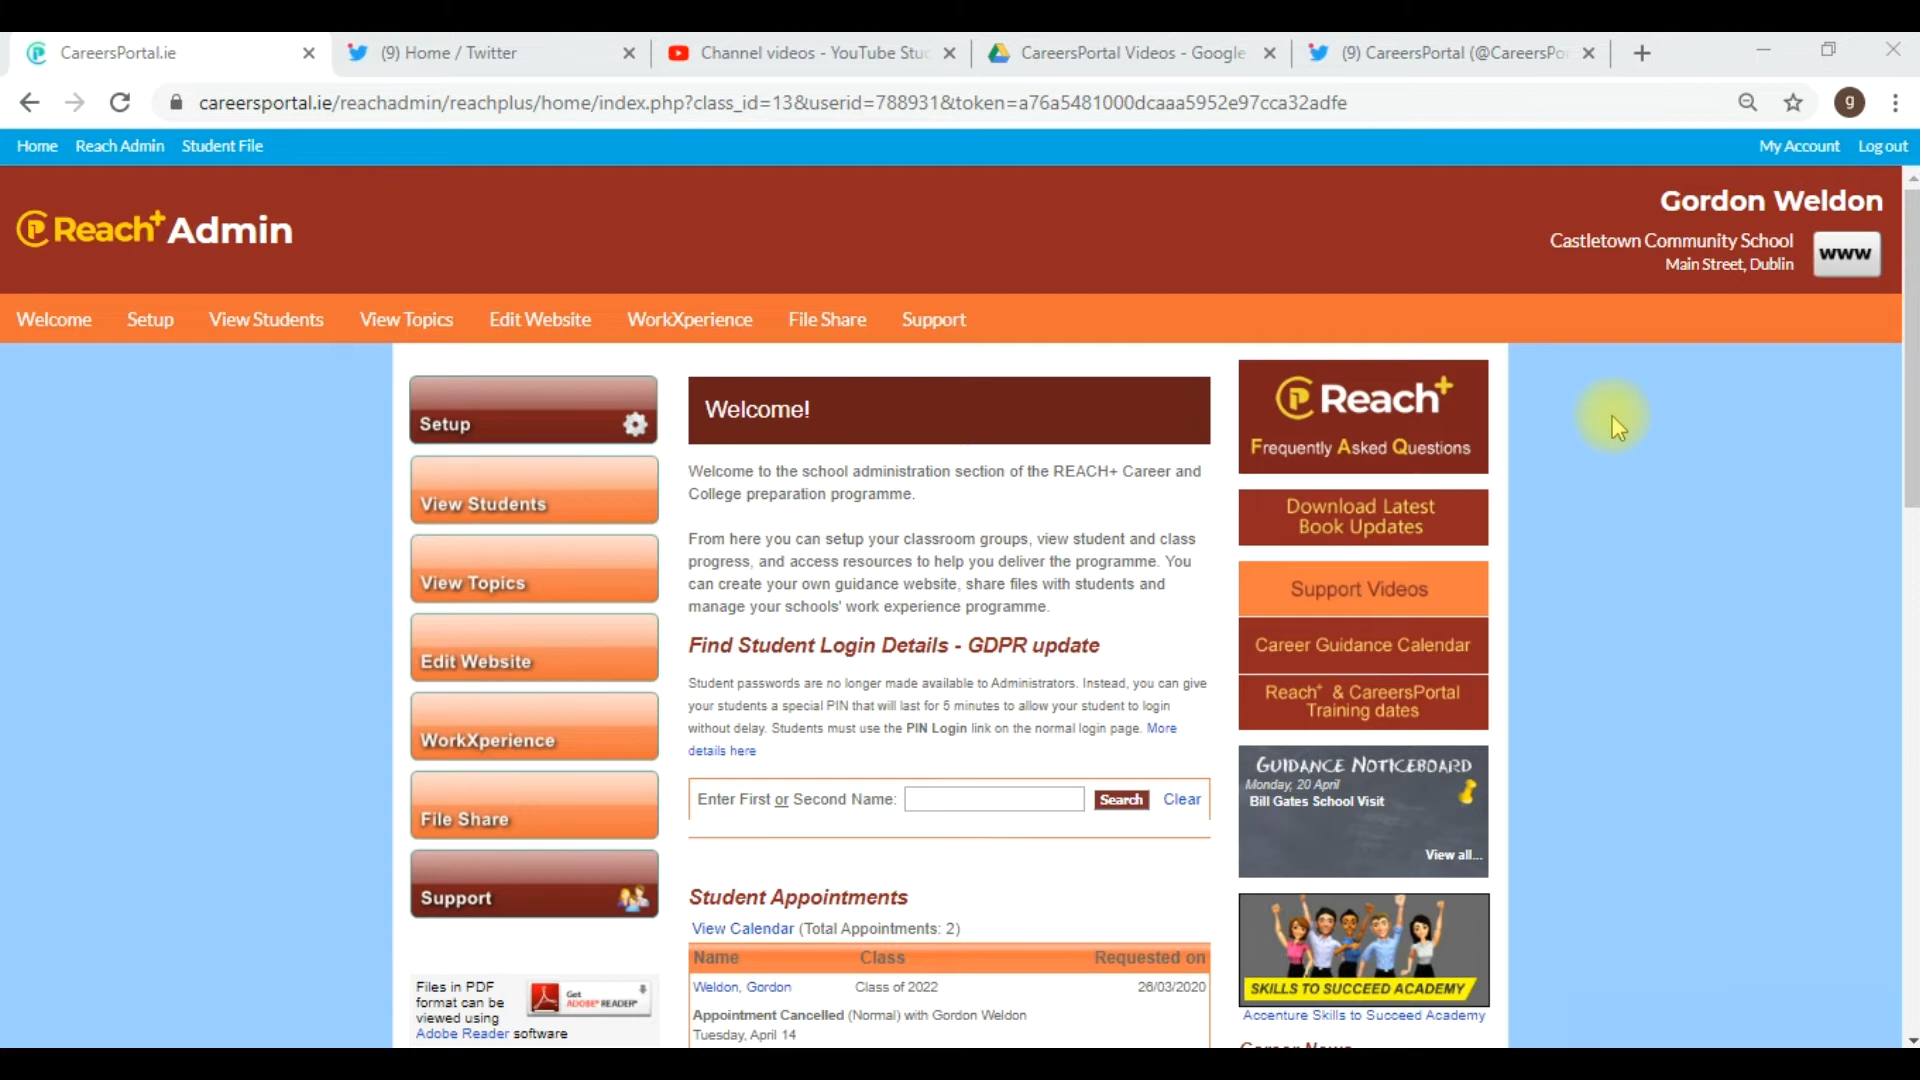 CareersPortal.ie
(9) Home / Twitter
Channel videos - YouTube Stud
CareersPortal Videos - Google
(9) CareersPortal (@CareersPo
careersportal.ie/reachadmin/reachplus/home/index.php?class_id=13&userid=788931&token=a76a5481000dcaaa5952e97cca32adfe
g
Home Reach Admin Student File
My Account Log out
Reach+ Admin
Gordon Weldon
Castletown Community School
Main Street, Dublin
www
Welcome Setup View Students View Topics Edit Website WorkXperience File Share Support
Setup
View Students
View Topics
Edit Website
WorkXperience
File Share
Support
Files in PDF
format can be
viewed using
Adobe Reader software
Get
ADOBE® READER®
Welcome!
Welcome to the school administration section of the REACH+ Career and
College preparation programme.
From here you can setup your classroom groups, view student and class
progress, and access resources to help you deliver the programme. You
can create your own guidance website, share files with students and
manage your schools' work experience programme.
Find Student Login Details - GDPR update
Student passwords are no longer made available to Administrators. Instead, you can give
your students a special PIN that will last for 5 minutes to allow your student to login
without delay. Students must use the PIN Login link on the normal login page. More
details here
Enter First or Second Name: Search Clear
Student Appointments
View Calendar (Total Appointments: 2)
Name Class Requested on
Weldon, Gordon Class of 2022 26/03/2020
Appointment Cancelled (Normal) with Gordon Weldon
Tuesday, April 14
Reach+
Frequently Asked Questions
Download Latest
Book Updates
Support Videos
Career Guidance Calendar
Reach+ & CareersPortal
Training dates
GUIDANCE NOTICEBOARD
Monday, 20 April
Bill Gates School Visit
View all...
SKILLS TO SUCCEED ACADEMY
Accenture Skills to Succeed Academy